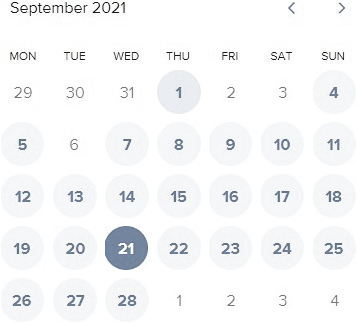 September 2021
MON TUE WED THU FRI SAT SUN
29 30 31 1 2 3 4
5 6 7 8 9 10 11
12 13 14 15 16 17 18
19 20 21 22 23 24 25
26 27 28 1 2 3 4